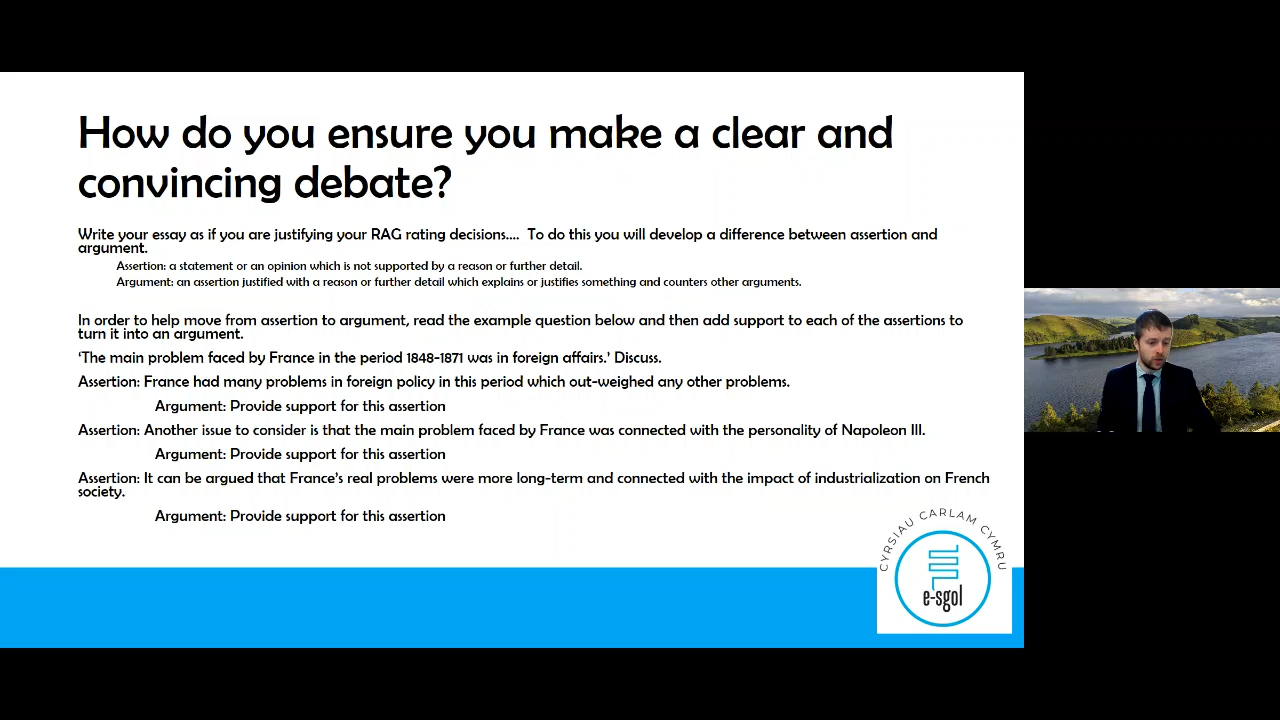 How do you ensure you make a clear and
convincing debate?
Write your essay as if you are justifying your RAG rating decisions.... To do this you will develop a difference between assertion and
argument.
Assertion: a statement or an opinion which is not supported by a reason or further detail.
Argument: an assertion justified with a reason or further detail which explains or justifies something and counters other arguments.
In order to help move from assertion to argument, read the example question below and then add support to each of the assertions to
turn it into an argument.
‘The main problem faced by France in the period 1848-1871 was in foreign affairs.’ Discuss.
Assertion: France had many problems in foreign policy in this period which out-weighed any other problems.
Argument: Provide support for this assertion
Assertion: Another issue to consider is that the main problem faced by France was connected with the personality of Napoleon III.
Argument: Provide support for this assertion
Assertion: It can be argued that France’s real problems were more long-term and connected with the impact of industrialization on French
society.
Argument: Provide support for this assertion
CYRSIAU CARLAM CYMRU
e-sgol